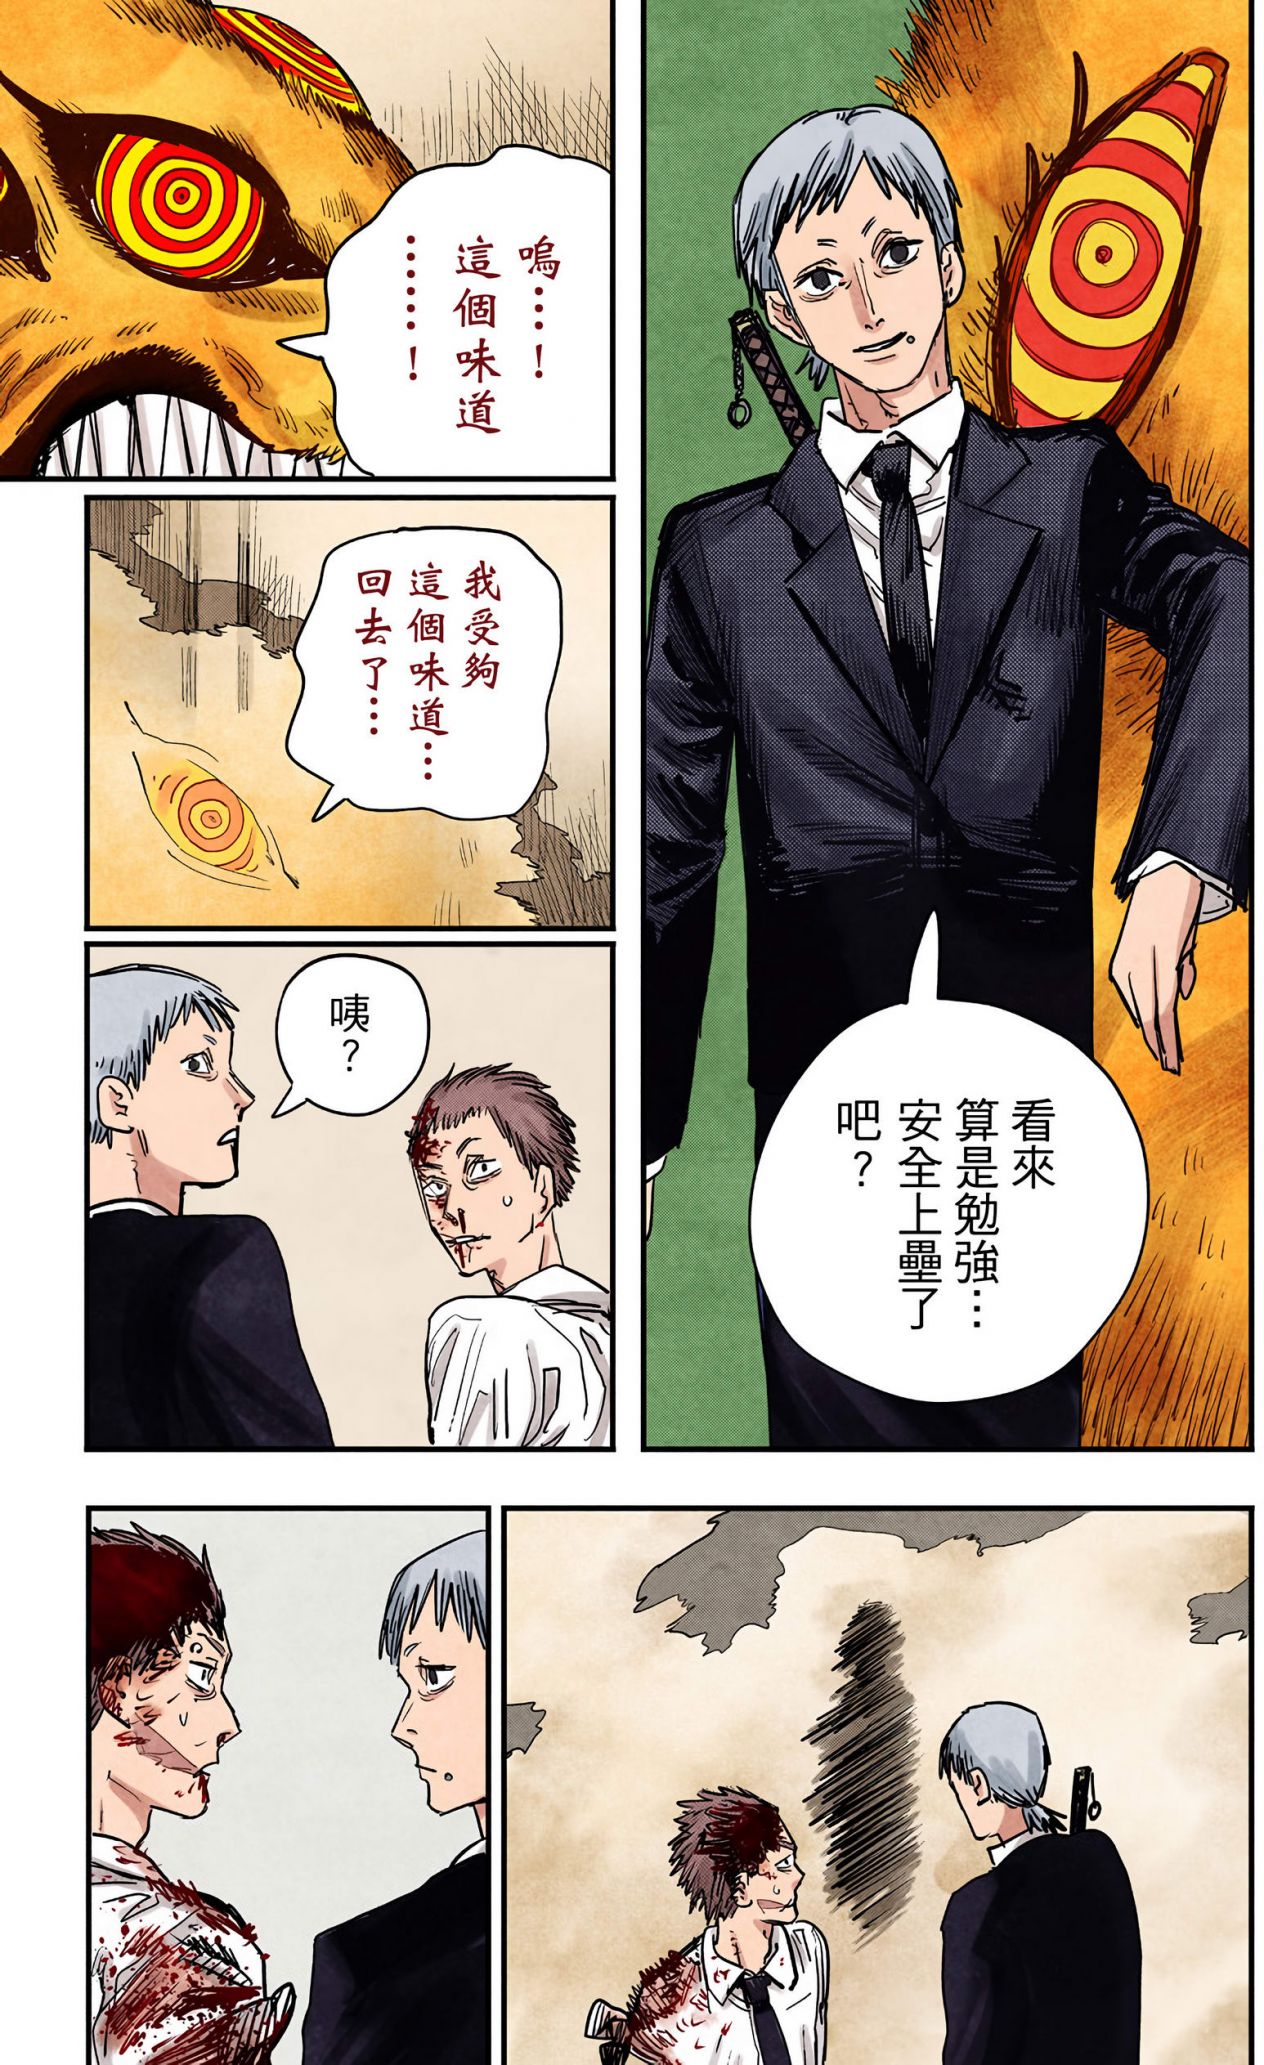 看來
算是勉強…
安全上壘了
吧？
嗚…！
這個味道
………！
我受夠
這個味道…
回去了…
咦？